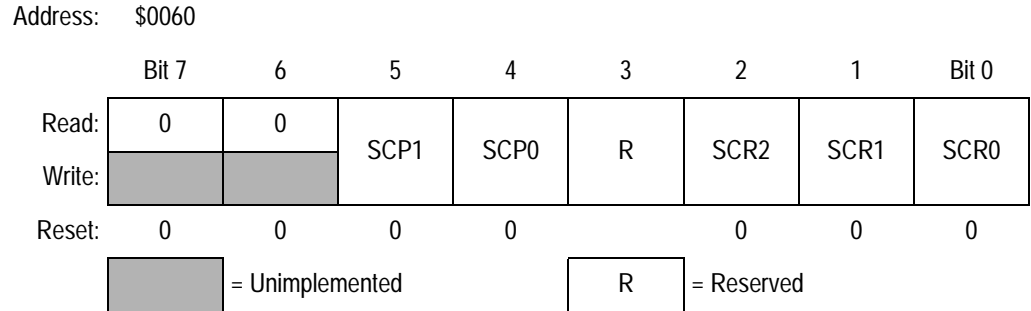 Address: $0060
Bit 7 6 5 4 3 2 1 Bit 0
Read: 0 0 SCP1 SCP0 R SCR2 SCR1 SCR0
Write:
Reset: 0 0 0 0 0 0 0
= Unimplemented R = Reserved